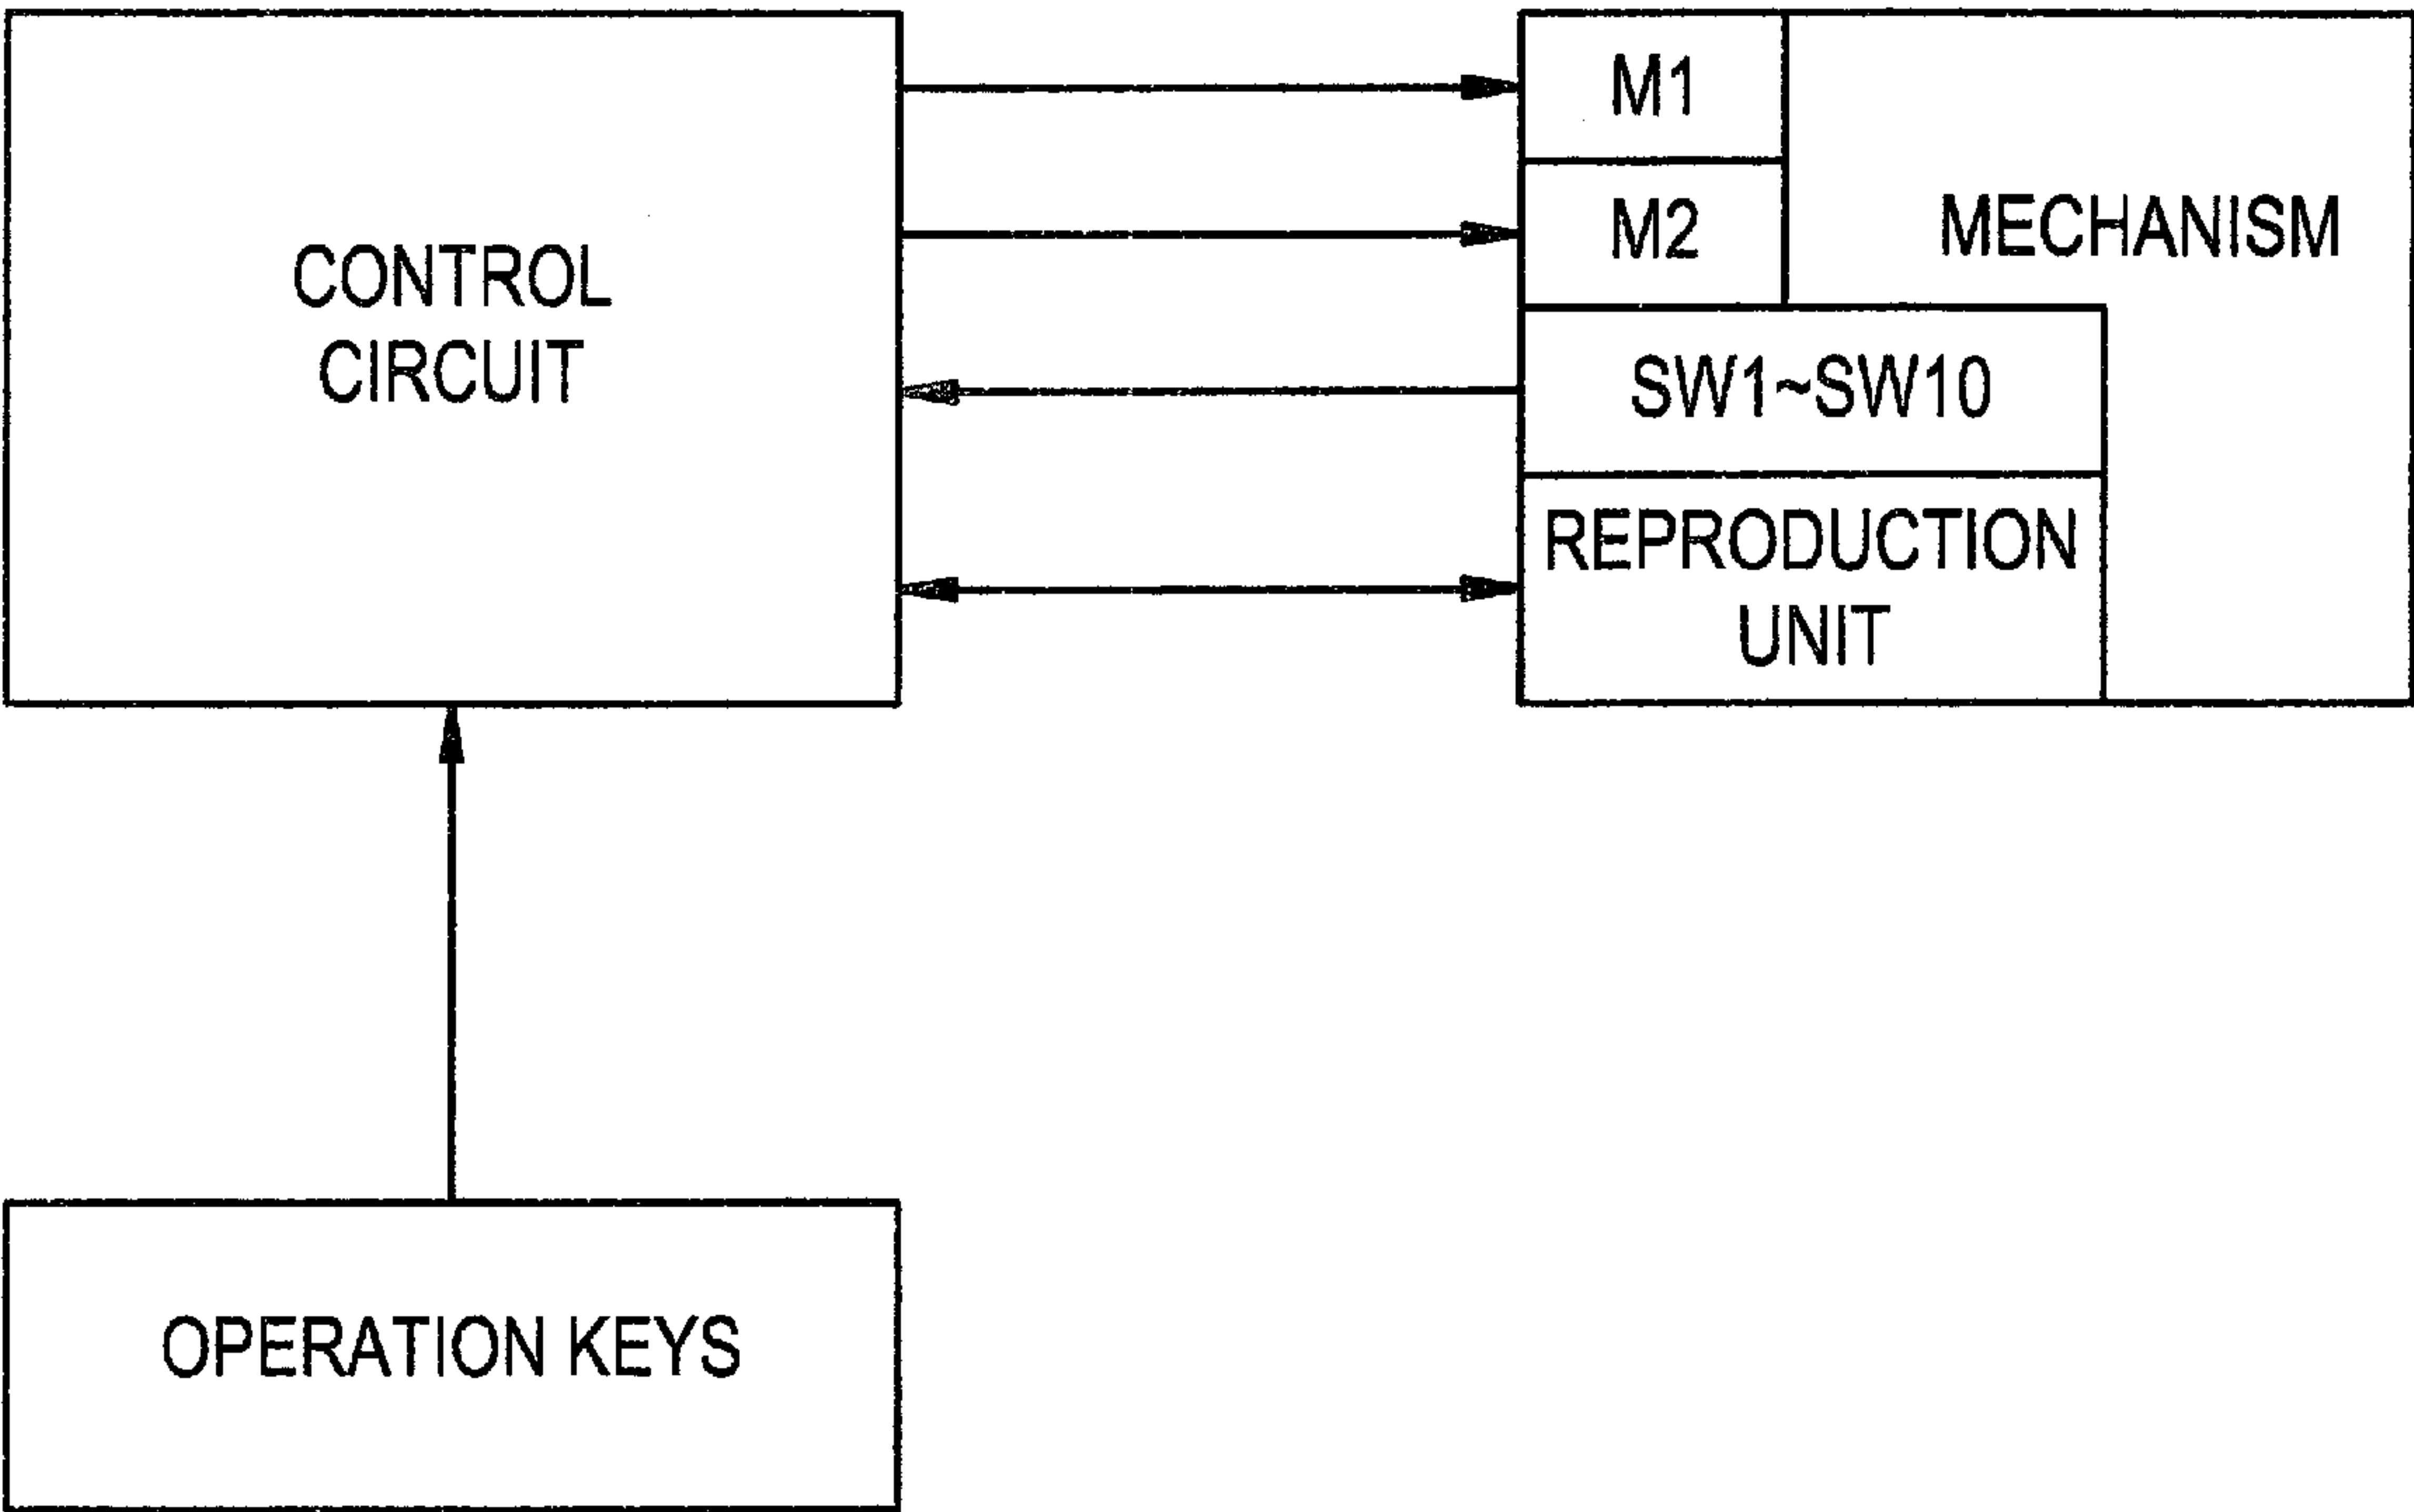 CONTROL
CIRCUIT
M1
M2
MECHANISM
SW1~SW10
REPRODUCTION
UNIT
OPERATION KEYS